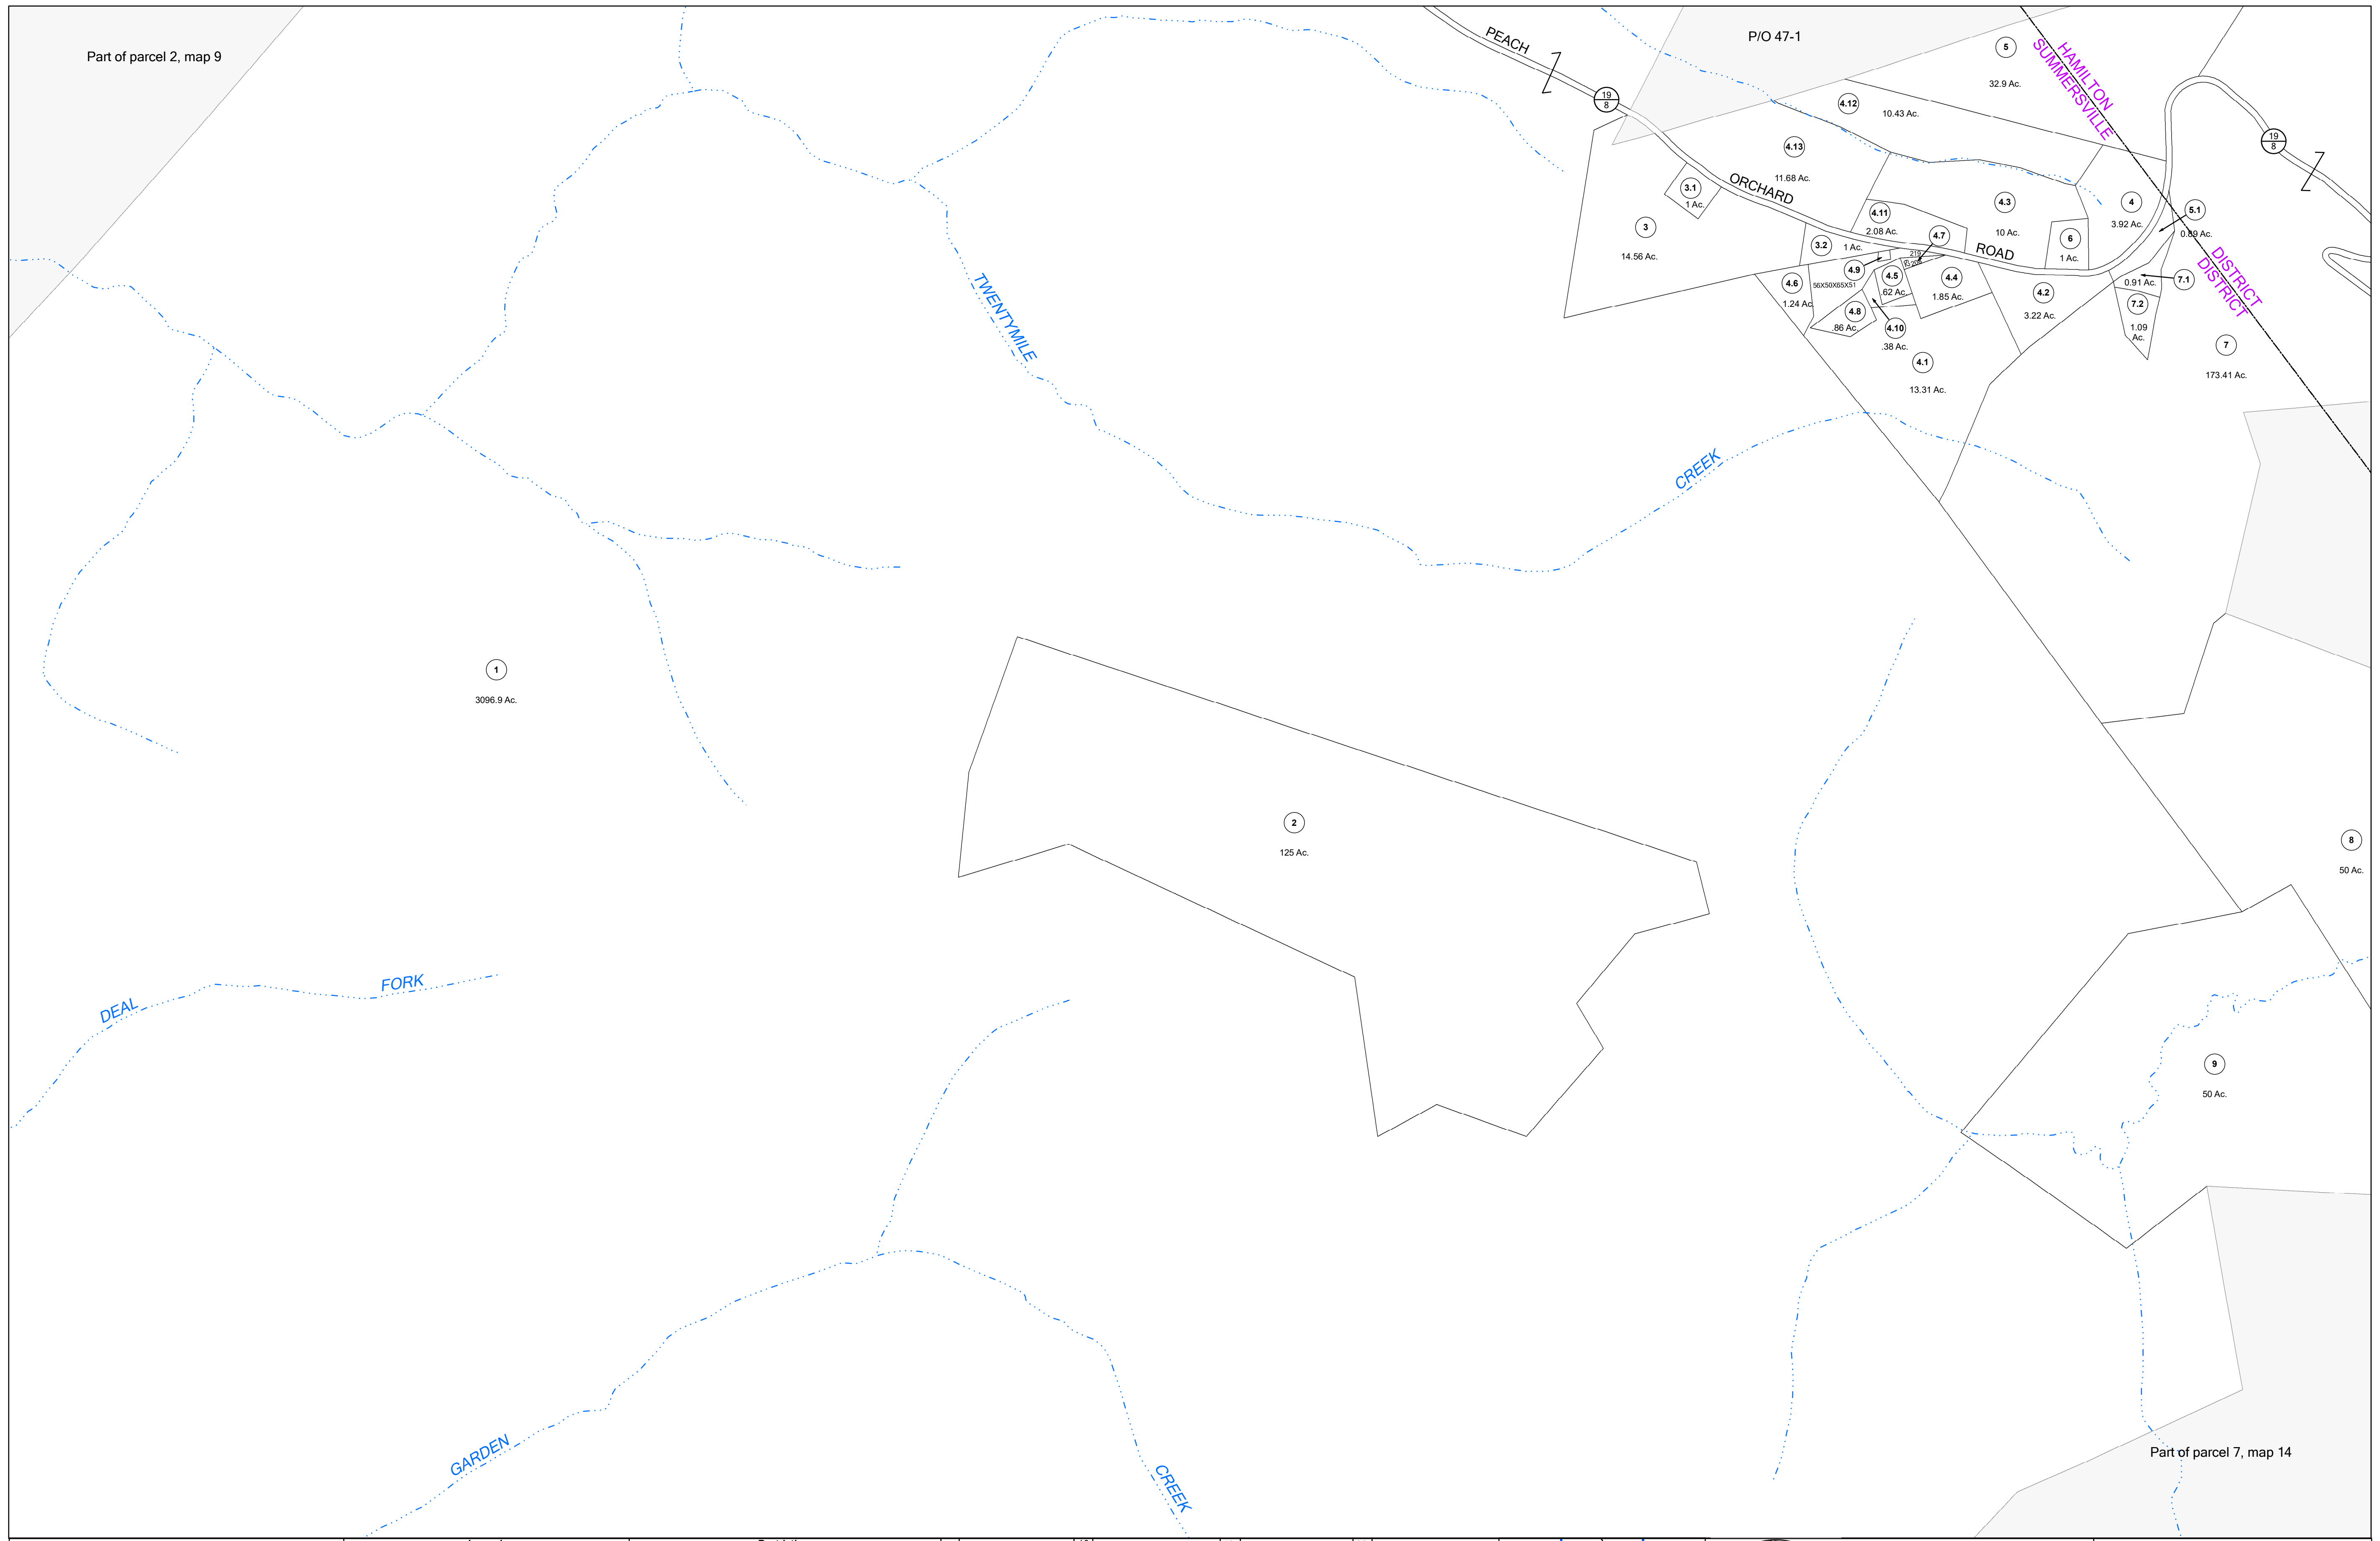 Part of parcel 2, map 9
P/O 47-1
PEACH
19
8
5
32.9 Ac.
HAMILTON
SUMMERSVILLE
4.12
10.43 Ac.
19
8
4.13
11.68 Ac.
ORCHARD
3.1
1 Ac.
3
14.56 Ac.
4.11
2.08 Ac.
4.3
10 Ac.
4
3.92 Ac.
5.1
0.89 Ac.
3.2
1 Ac.
4.7
ROAD
6
1 Ac.
DISTRICT
DISTRICT
4.9
4.5
.62 Ac.
4.4
1.85 Ac.
4.6
1.24 Ac.
56X50X65X51
4.2
3.22 Ac.
0.91 Ac.
7.1
7.2
1.09
Ac.
4.8
.86 Ac.
4.10
.38 Ac.
7
173.41 Ac.
4.1
13.31 Ac.
TWENTYMILE
CREEK
1
3096.9 Ac.
2
125 Ac.
8
50 Ac.
DEAL
FORK
9
50 Ac.
GARDEN
CREEK
Part of parcel 7, map 14